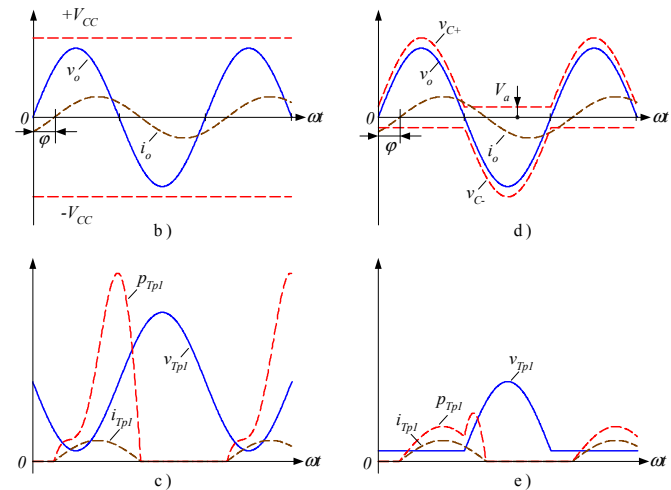 +V_CC
v_o
0
ωt
φ
i_o
-V_CC
b )
v_C+
v_o
V_a
0
ωt
φ
i_o
v_C-
d )
p_Tp1
v_Tp1
i_Tp1
0
ωt
c )
v_Tp1
p_Tp1
i_Tp1
0
ωt
e )